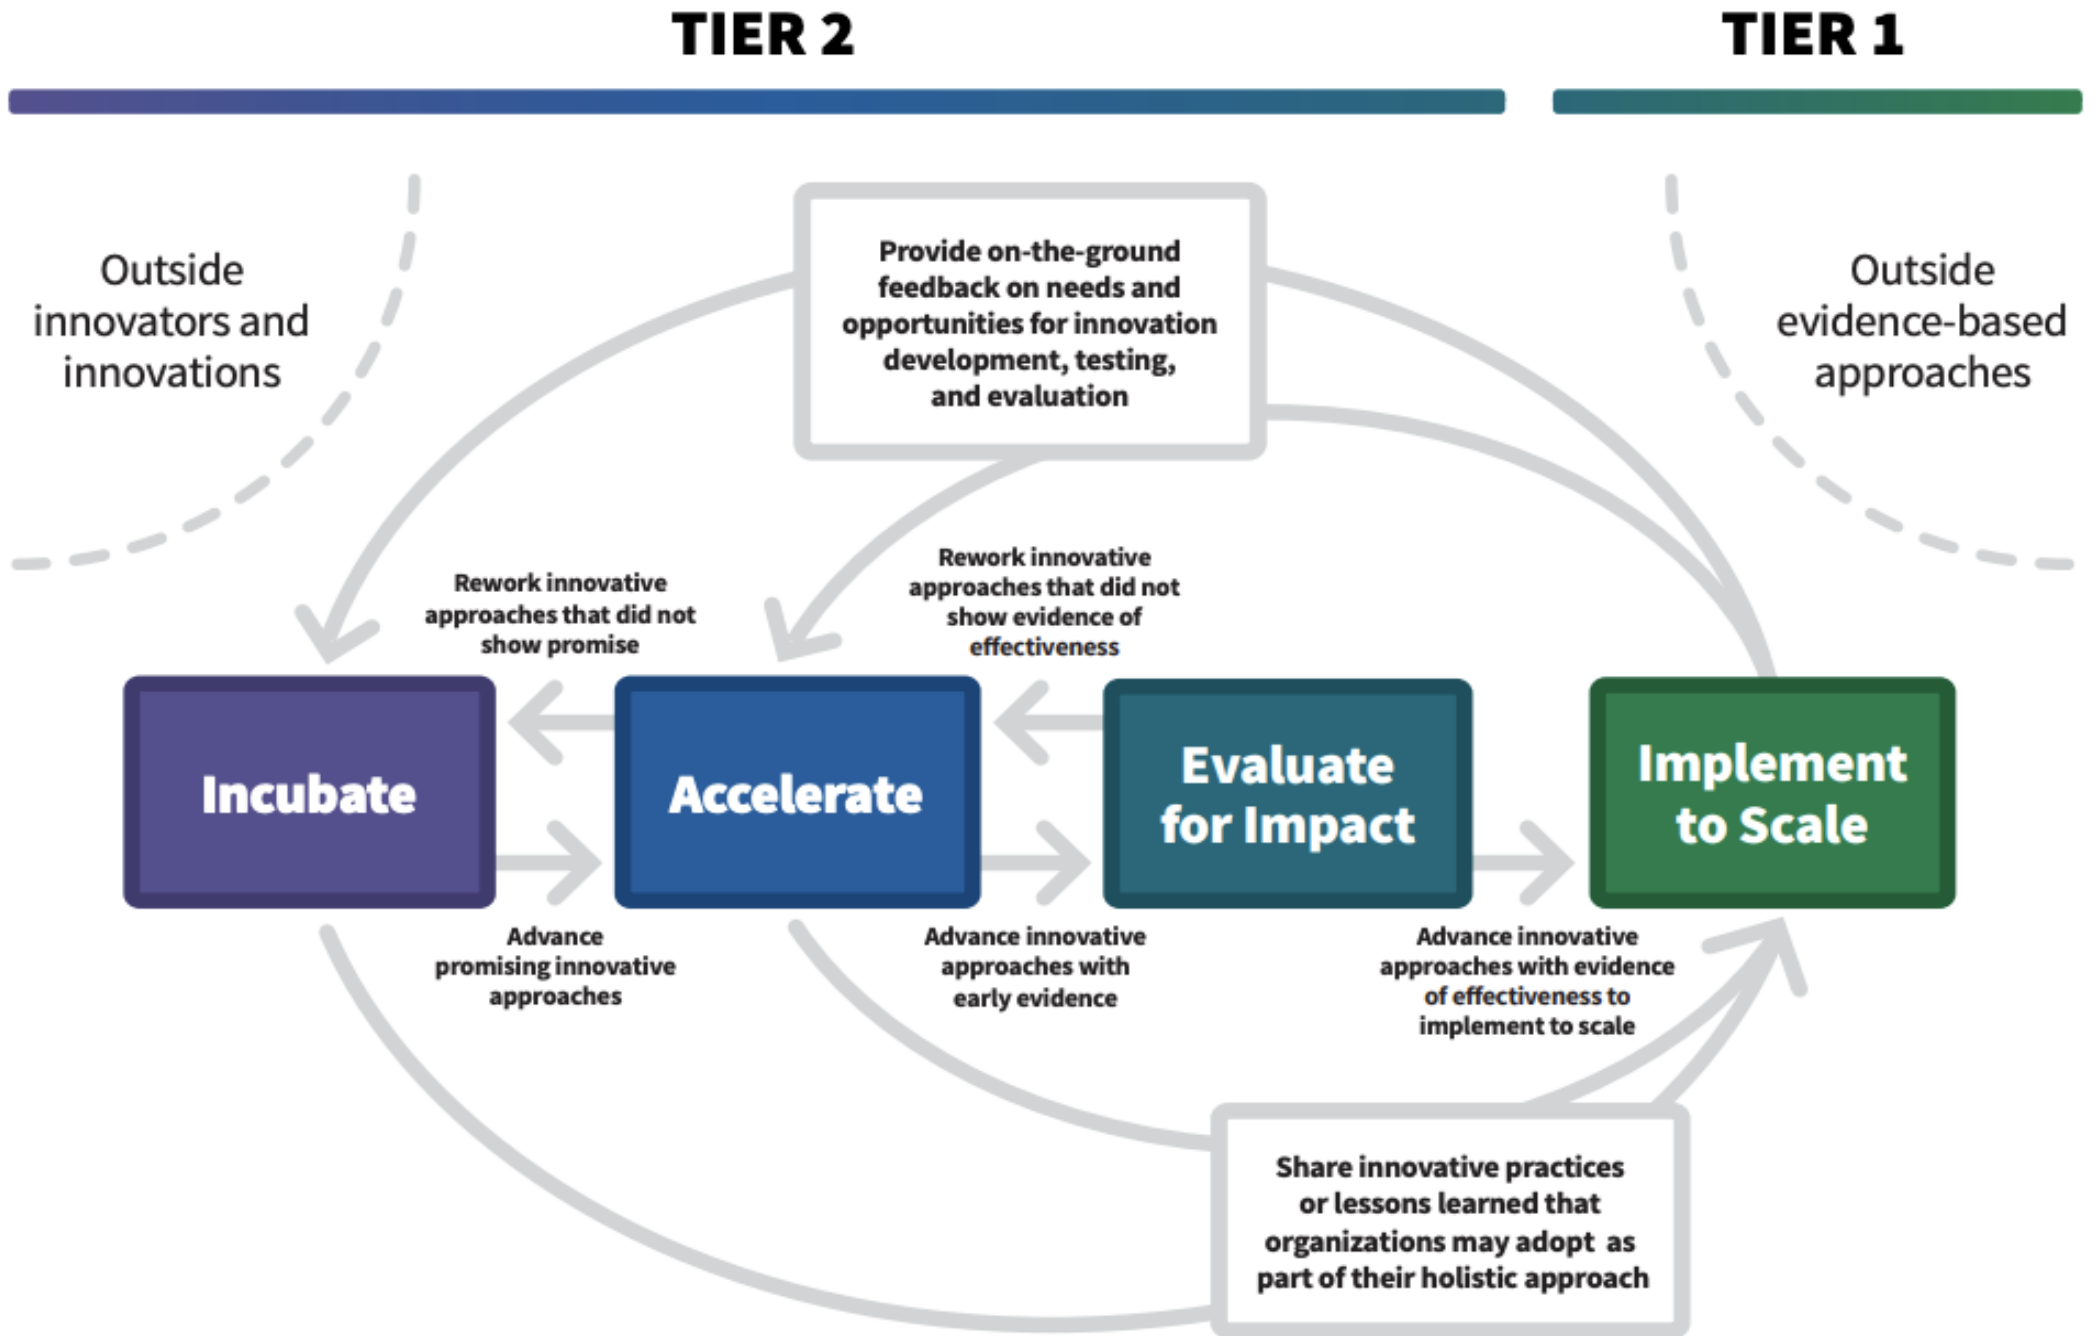 TIER 2
TIER 1
Outside
innovators and
innovations
Provide on-the-ground
feedback on needs and
opportunities for innovation
development, testing,
and evaluation
Outside
evidence-based
approaches
Rework innovative
approaches that did not
show promise
Rework innovative
approaches that did not
show evidence of
effectiveness
Incubate
Accelerate
Evaluate
for Impact
Implement
to Scale
Advance
promising innovative
approaches
Advance innovative
approaches with
early evidence
Advance innovative
approaches with evidence
of effectiveness to
implement to scale
Share innovative practices
or lessons learned that
organizations may adopt as
part of their holistic approach